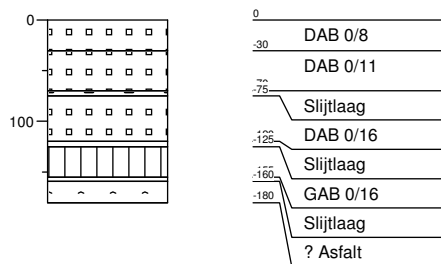 0
100
0
DAB 0/8
-30
DAB 0/11
-75
Slijtlaag
DAB 0/16
-125
Slijtlaag
-160
GAB 0/16
-180
Slijtlaag
? Asfalt